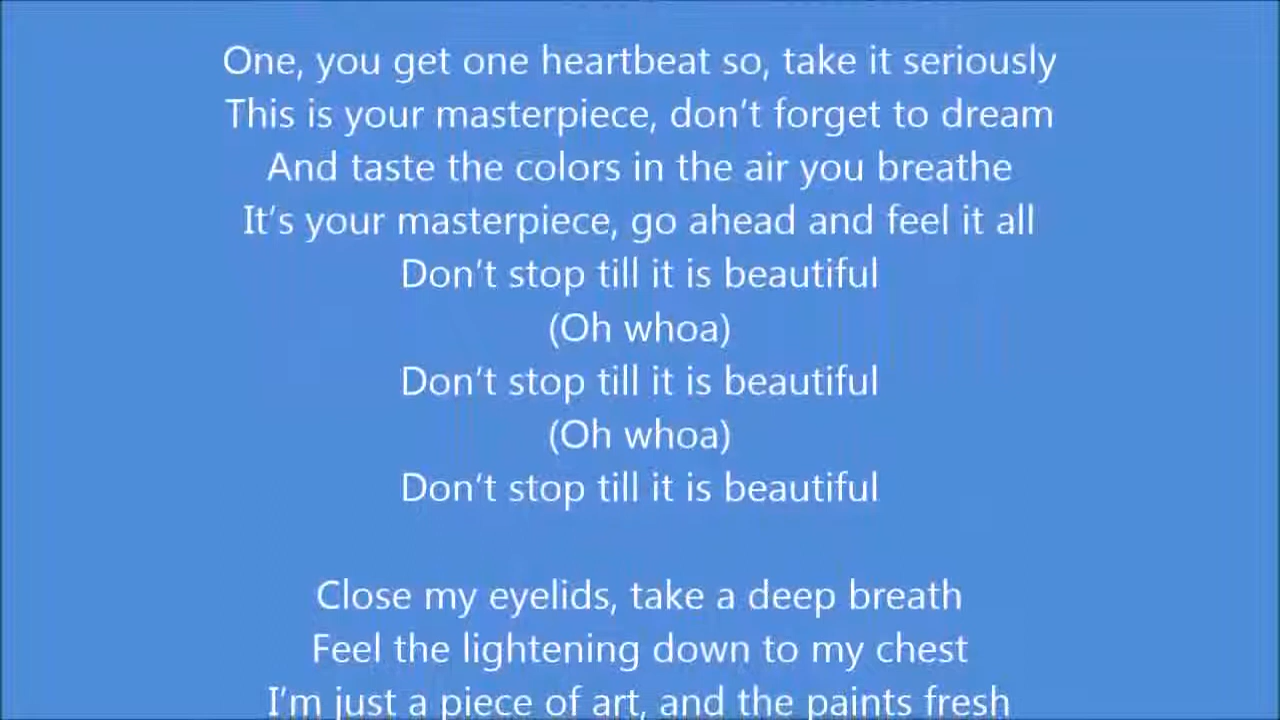 One, you get one heartbeat so, take it seriously
This is your masterpiece, don't forget to dream
And taste the colors in the air you breathe
It's your masterpiece, go ahead and feel it all
Don't stop till it is beautiful
(Oh whoa)
Don't stop till it is beautiful
(Oh whoa)
Don't stop till it is beautiful
Close my eyelids, take a deep breath
Feel the lightening down to my chest
I'm just a piece of art, and the paints fresh